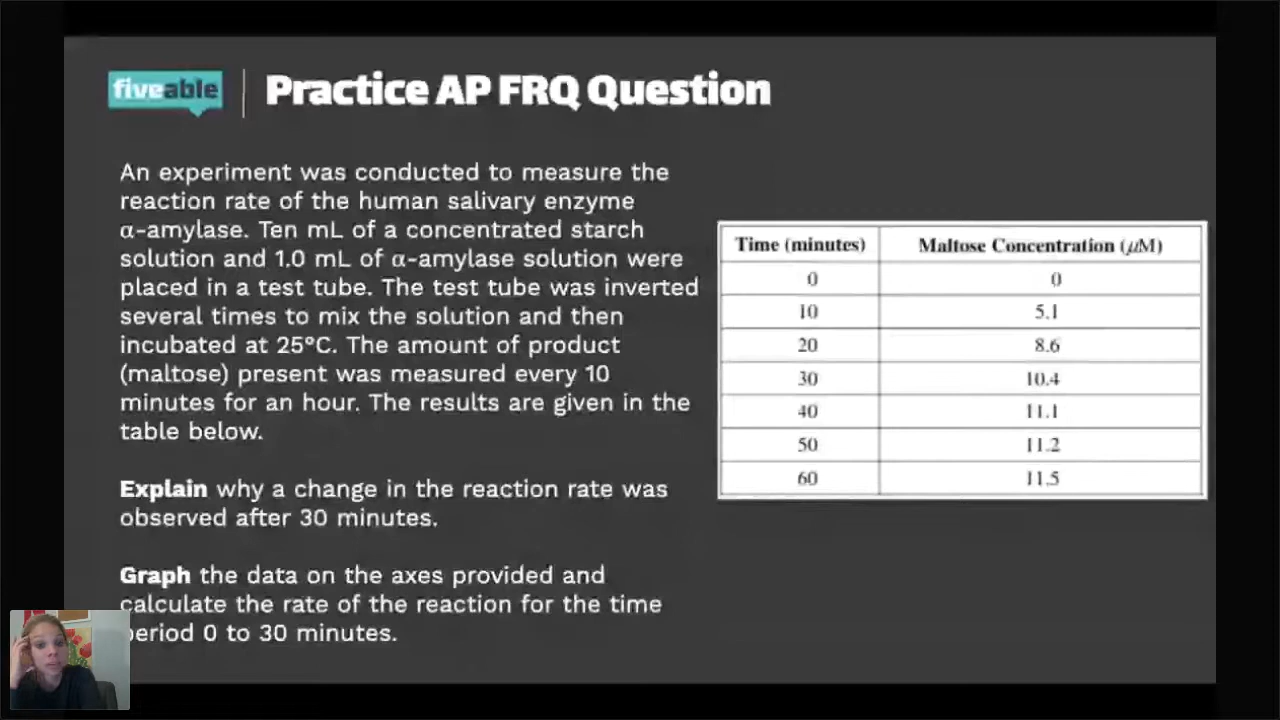 fiveable
Practice AP FRQ Question
An experiment was conducted to measure the
reaction rate of the human salivary enzyme
α-amylase. Ten mL of a concentrated starch
solution and 1.0 mL of α-amylase solution were
placed in a test tube. The test tube was inverted
several times to mix the solution and then
incubated at 25°C. The amount of product
(maltose) present was measured every 10
minutes for an hour. The results are given in the
table below.
Explain why a change in the reaction rate was
observed after 30 minutes.
Graph the data on the axes provided and
calculate the rate of the reaction for the time
period 0 to 30 minutes.
Time (minutes) Maltose Concentration (μM)
0 0
10 5.1
20 8.6
30 10.4
40 11.1
50 11.2
60 11.5